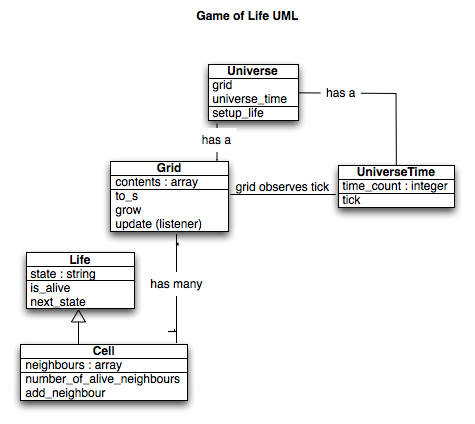 Game of Life UML
Universe
grid
universe_time
setup_life
has a
has a
Grid
contents : array
to_s
grow
update (listener)
grid observes tick
UniverseTime
time_count : integer
tick
Life
state : string
is_alive
next_state
has many
1
Cell
neighbours : array
number_of_alive_neighbours
add_neighbour